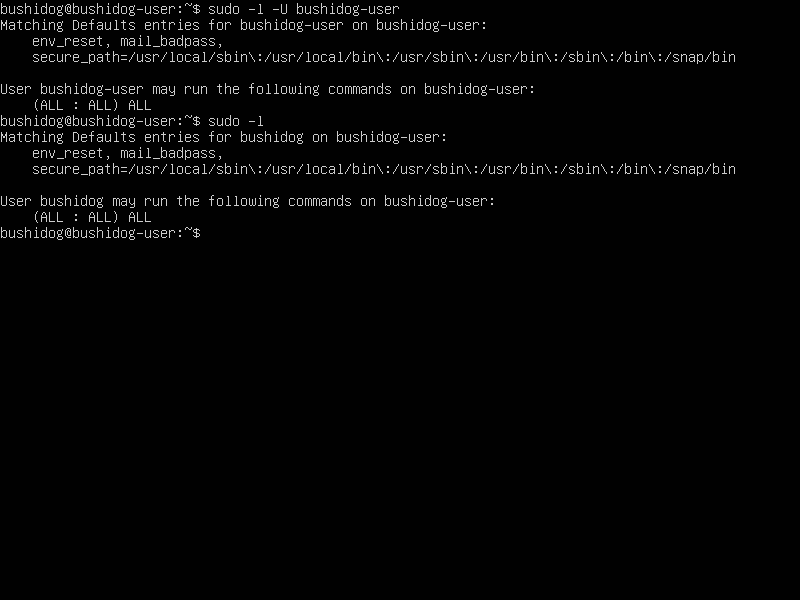 bushidog@bushidog-user:~$ sudo -l -U bushidog-user
Matching Defaults entries for bushidog-user on bushidog-user:
    env_reset, mail_badpass,
    secure_path=/usr/local/sbin\:/usr/local/bin\:/usr/sbin\:/usr/bin\:/sbin\:/bin\:/snap/bin

User bushidog-user may run the following commands on bushidog-user:
    (ALL : ALL) ALL
bushidog@bushidog-user:~$ sudo -l
Matching Defaults entries for bushidog on bushidog-user:
    env_reset, mail_badpass,
    secure_path=/usr/local/sbin\:/usr/local/bin\:/usr/sbin\:/usr/bin\:/sbin\:/bin\:/snap/bin

User bushidog may run the following commands on bushidog-user:
    (ALL : ALL) ALL
bushidog@bushidog-user:~$